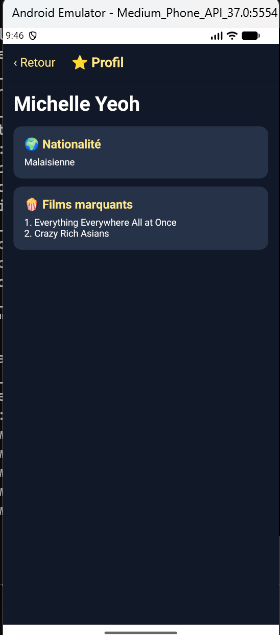 Android Emulator - Medium_Phone_API_37.0:5554
9:46
‹ Retour ⭐ Profil
Michelle Yeoh
🌍 Nationalité
Malaisienne
🍿 Films marquants
1. Everything Everywhere All at Once
2. Crazy Rich Asians